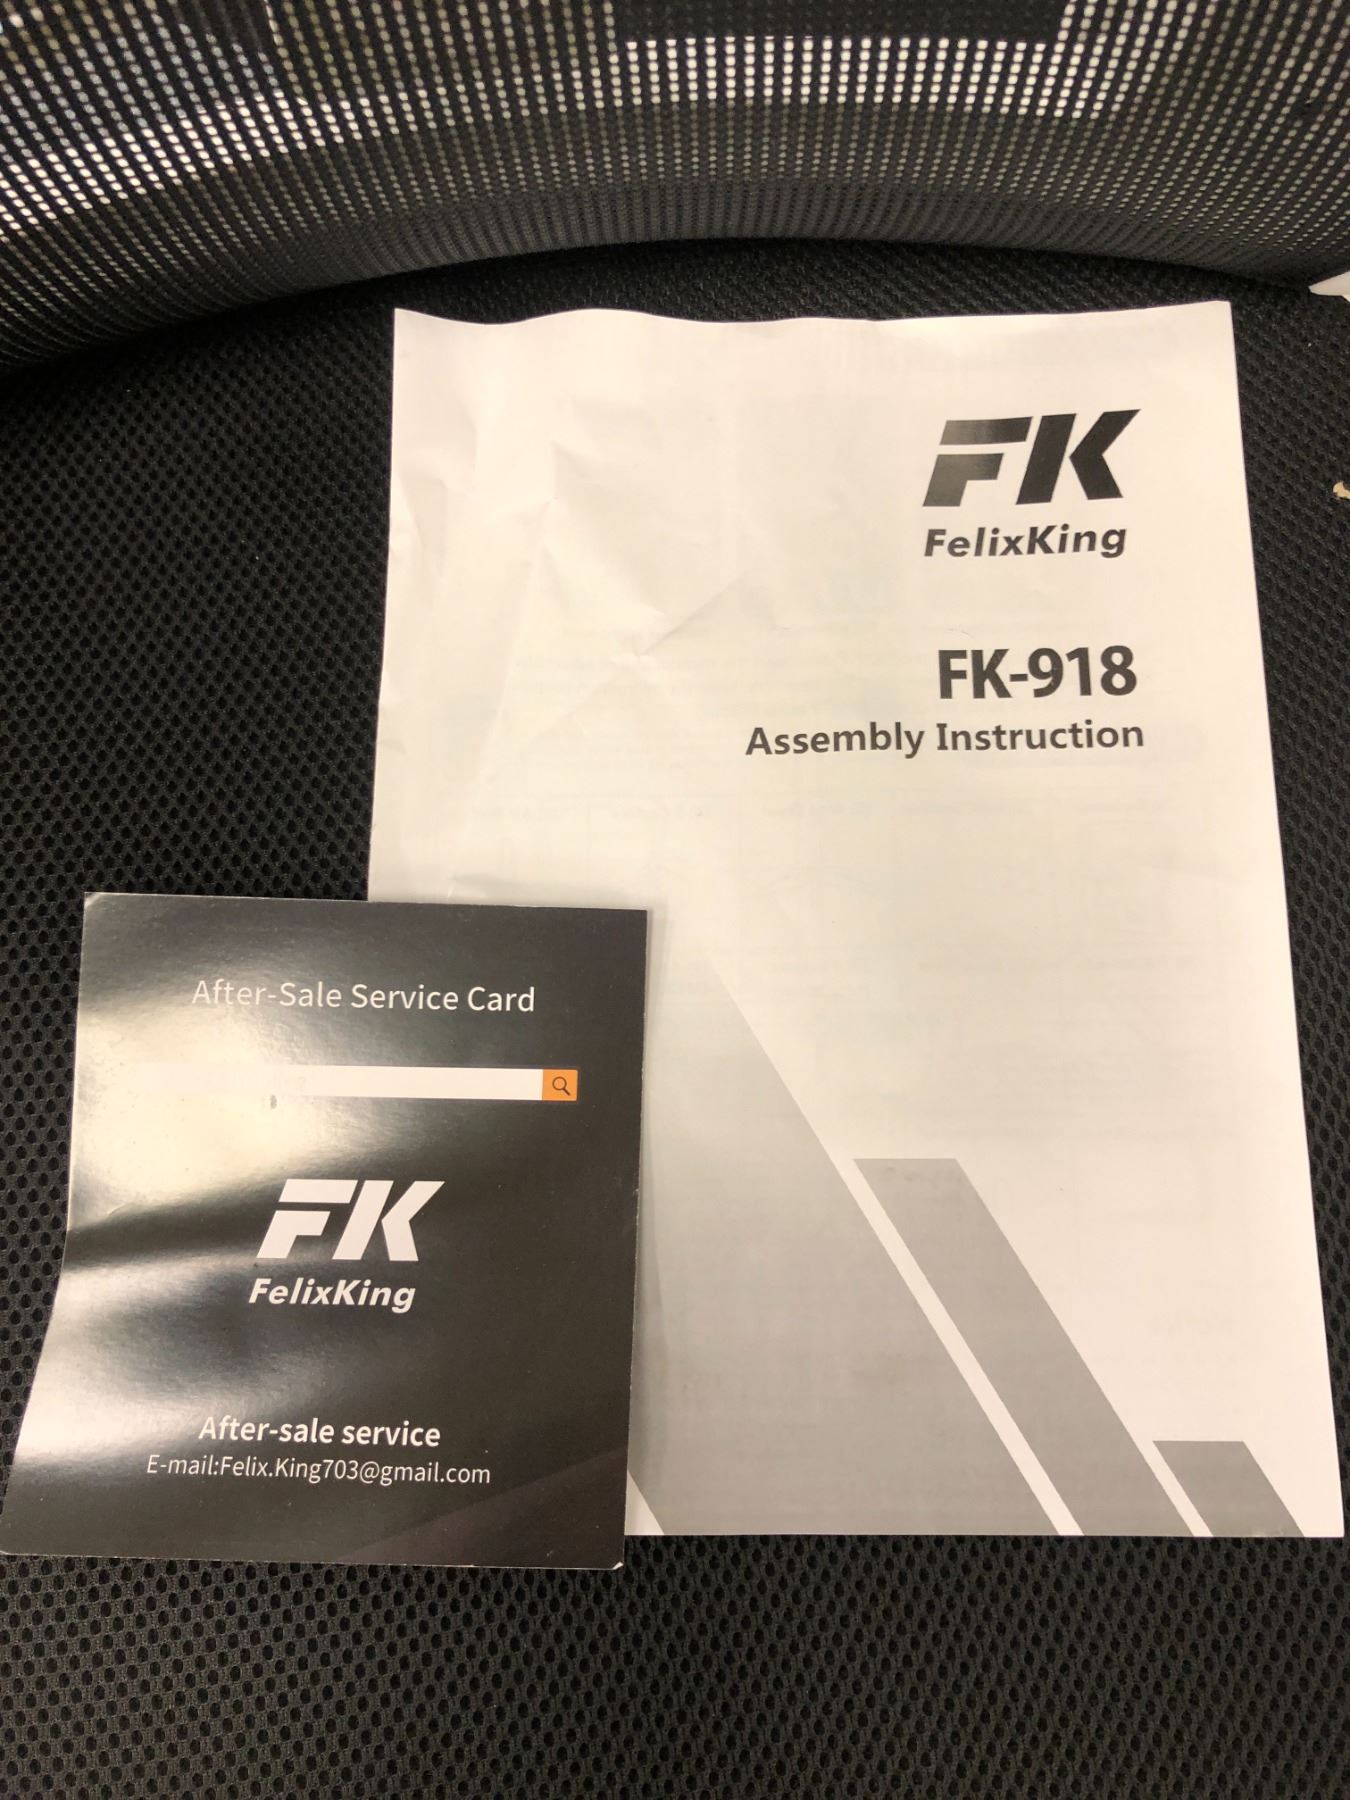 FK
FelixKing
FK-918
Assembly Instruction
After-Sale Service Card
FK
FelixKing
After-sale service
E-mail:Felix.King703@gmail.com